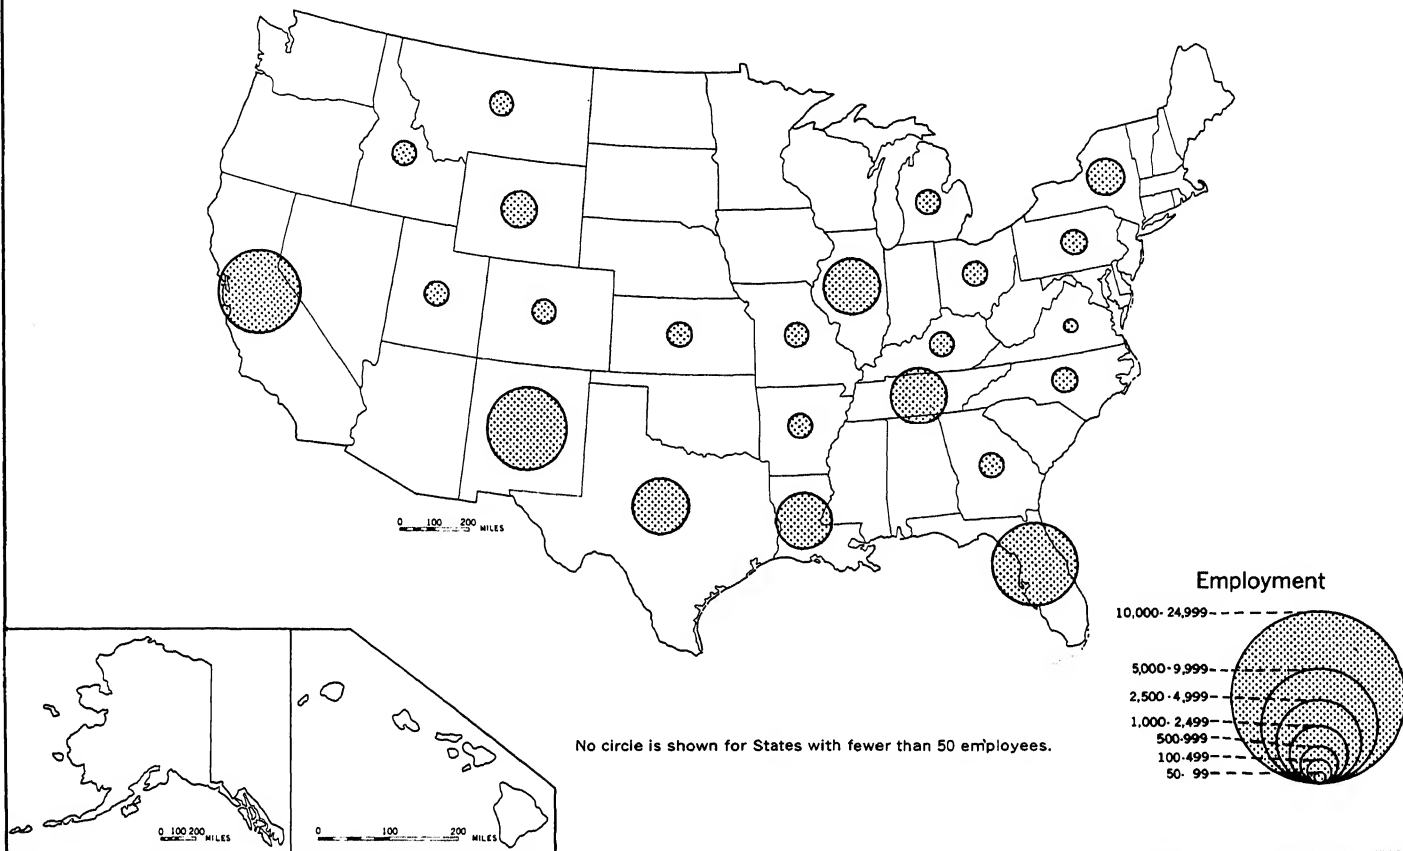 0 100 200 MILES
Employment
10,000-24,999
5,000-9,999
2,500-4,999
1,000-2,499
500-999
100-499
50-99
No circle is shown for States with fewer than 50 employees.
0 100 200 MILES
0 100 200 MILES